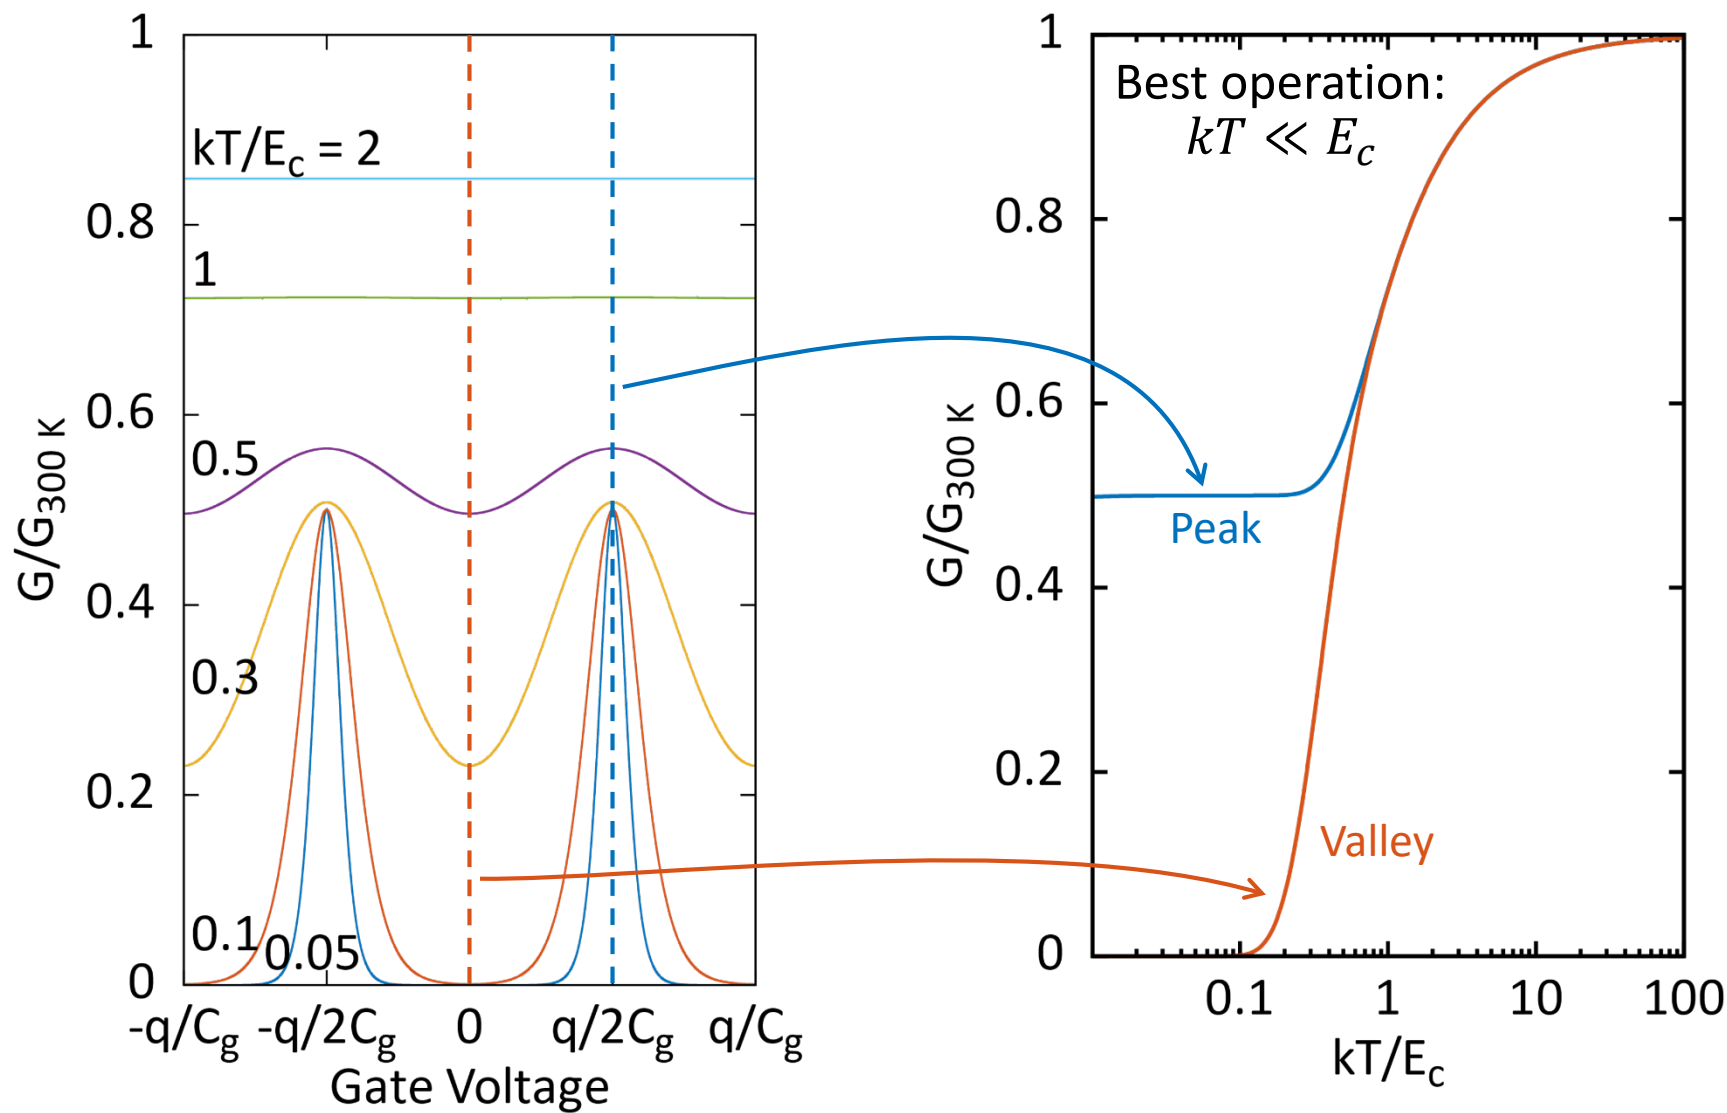 1
0.8
0.6
0.4
0.2
0
G/G300 K
kT/Ec = 2
1
0.5
0.3
0.1
0.05
-q/Cg -q/2Cg 0 q/2Cg q/Cg
Gate Voltage
1
0.8
0.6
0.4
0.2
0
G/G300 K
Best operation:
kT ≪ Ec
Peak
Valley
0.1 1 10 100
kT/Ec